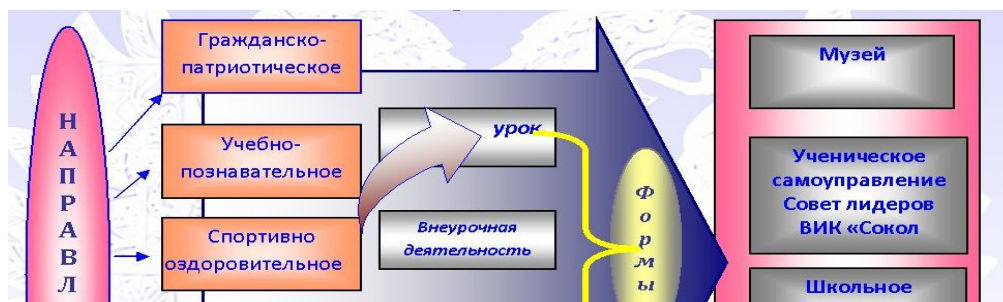 НАПРАВЛ
Гражданско-
патриотическое
Учебно-
познавательное
Спортивно
оздоровительное
урок
Внеурочная
деятельность
Формы
Музей
Ученическое
самоуправление
Совет лидеров
ВИК «Сокол
Школьное